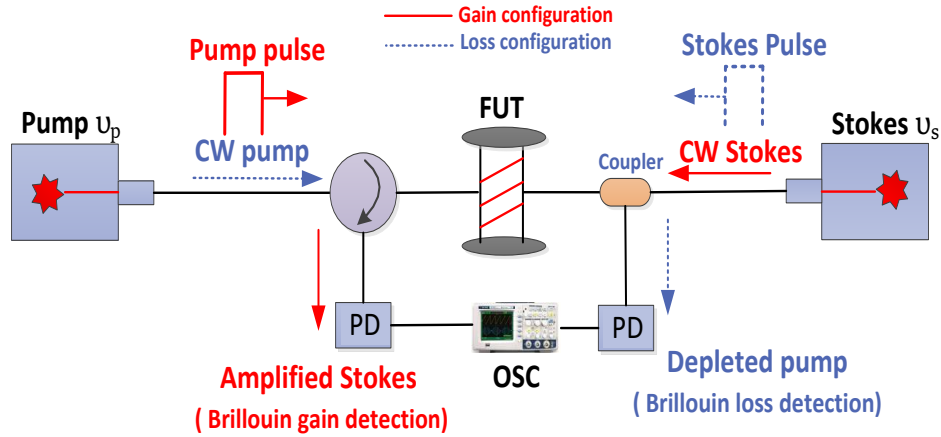 Gain configuration
Loss configuration
Pump pulse
Stokes Pulse
FUT
Pump υp
Stokes υs
CW pump
Coupler
CW Stokes
PD
PD
OSC
Amplified Stokes
( Brillouin gain detection)
Depleted pump
( Brillouin loss detection)